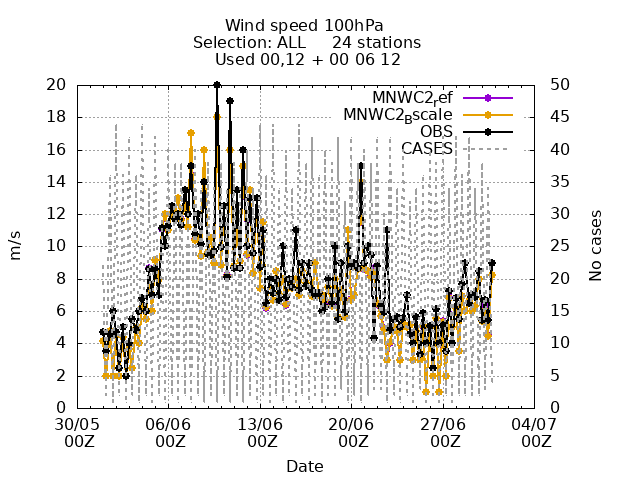 Wind speed 100hPa
Selection: ALL 24 stations
Used 00,12 + 00 06 12
MNWC2_ref
MNWC2_Bscale
OBS
CASES
m/s
No cases
20
18
16
14
12
10
8
6
4
2
0
50
45
40
35
30
25
20
15
10
5
0
30/05 06/06 13/06 20/06 27/06 04/07
00Z 00Z 00Z 00Z 00Z 00Z
Date